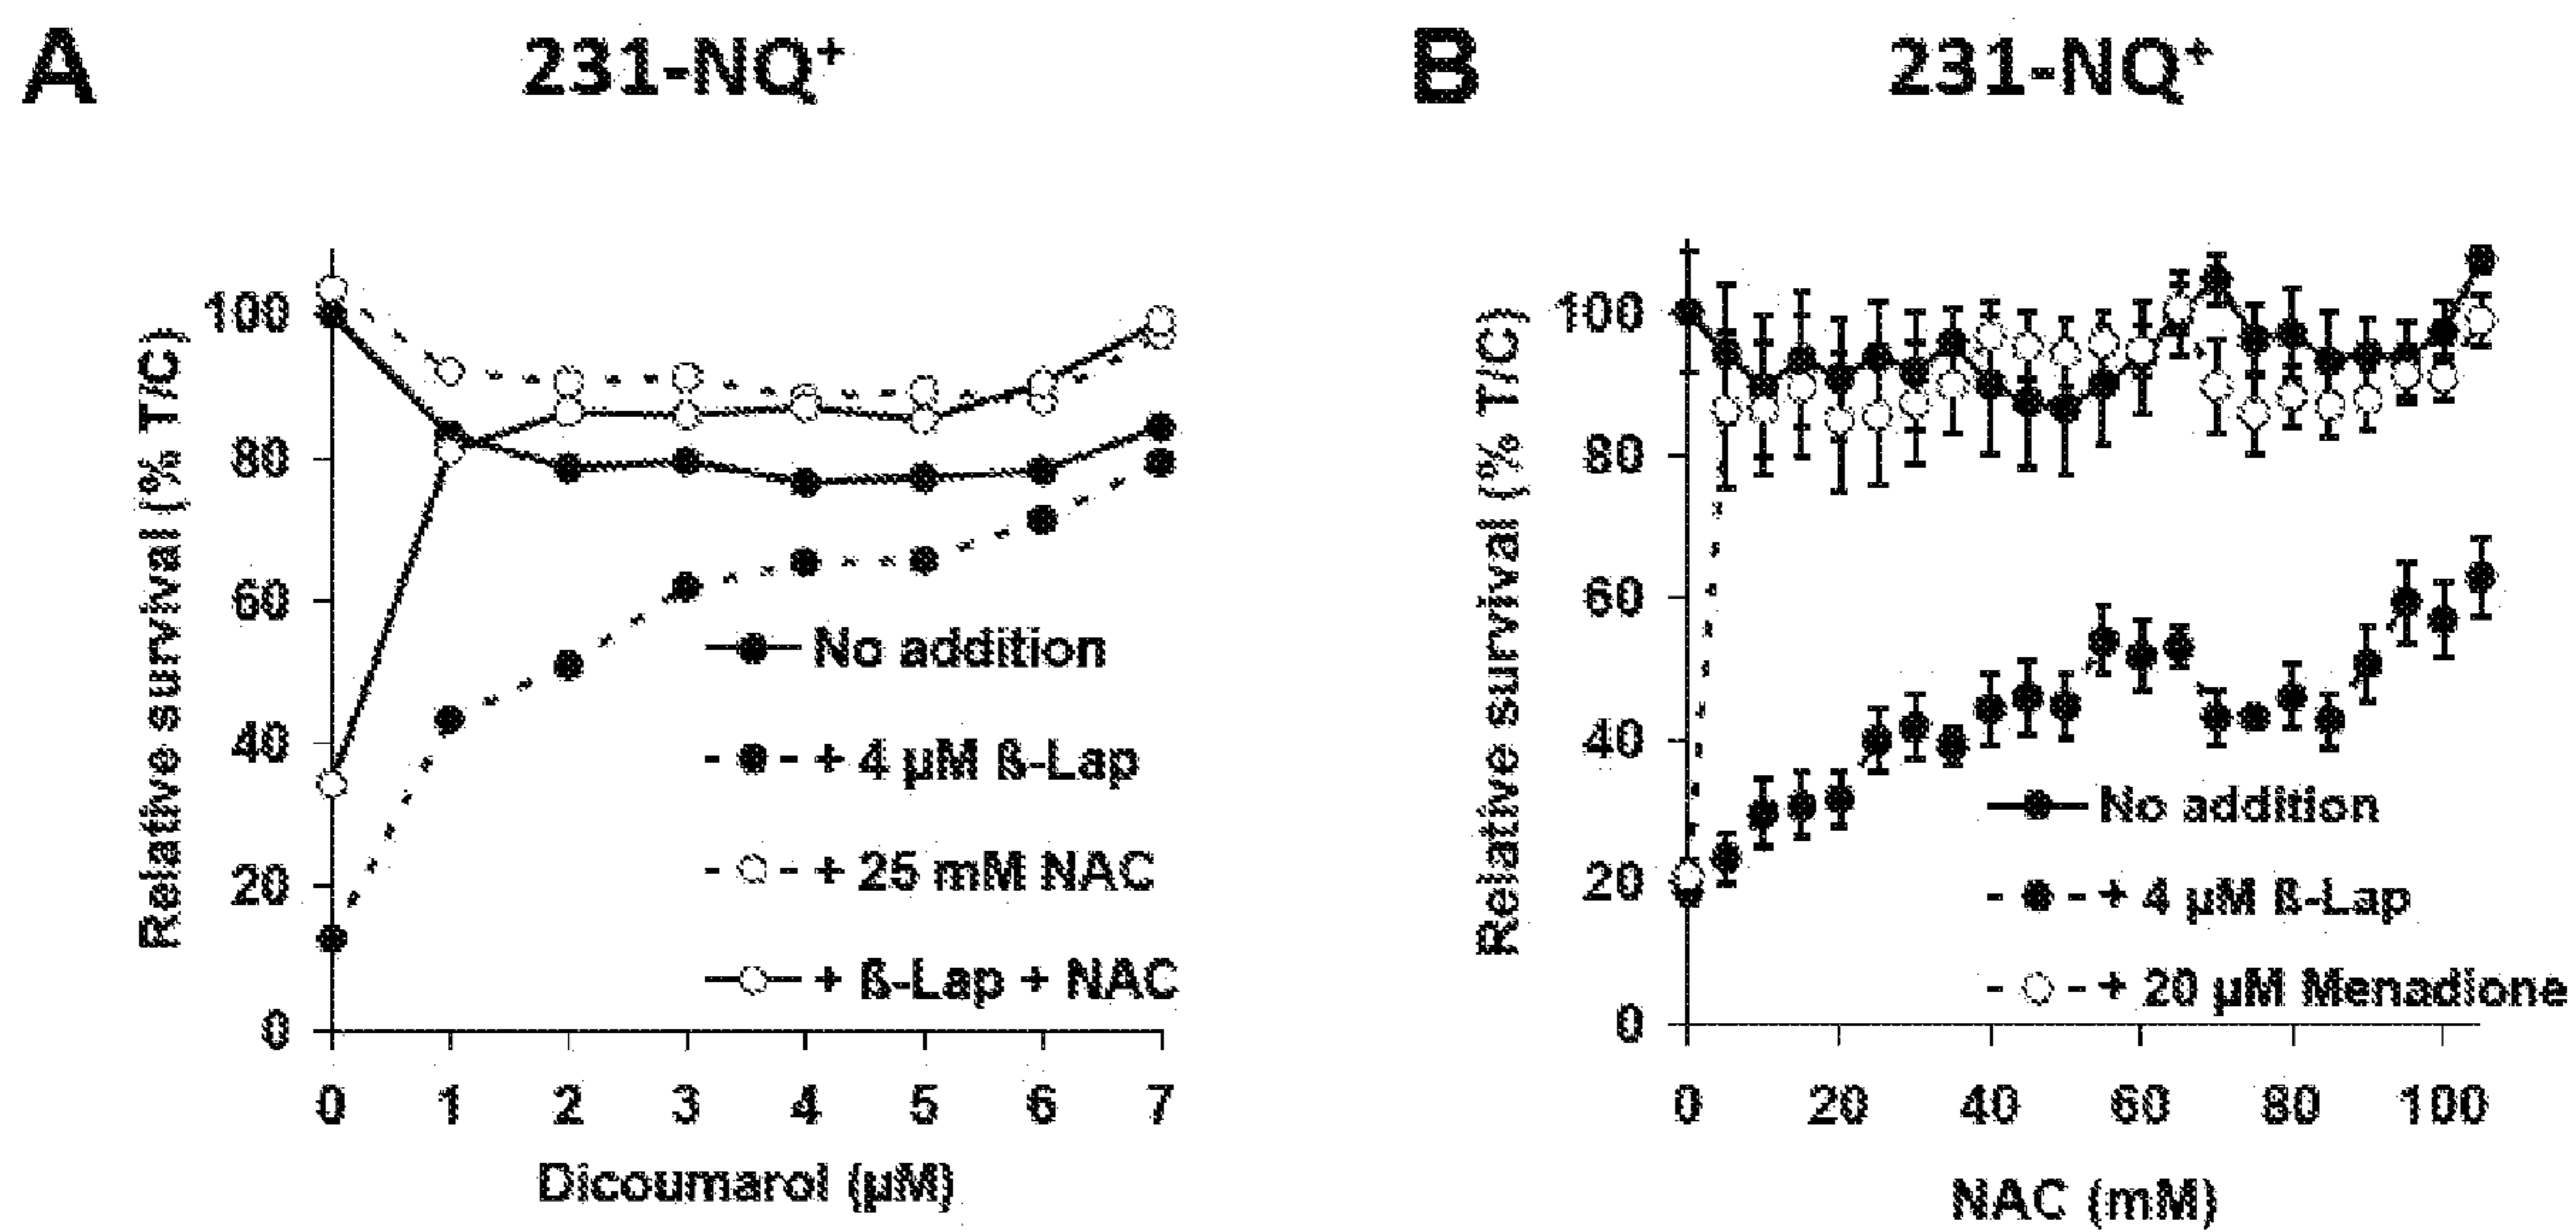 A
231-NQ+
Relative survival (% T/C)
100
80
60
40
20
0
No addition
+ 4 µM ß-Lap
+ 25 mM NAC
+ ß-Lap + NAC
0 1 2 3 4 5 6 7
Dicoumarol (µM)
B
231-NQ+
Relative survival (% T/C)
100
80
60
40
20
0
No addition
+ 4 µM ß-Lap
+ 20 µM Menadione
0 20 40 60 80 100
NAC (mM)